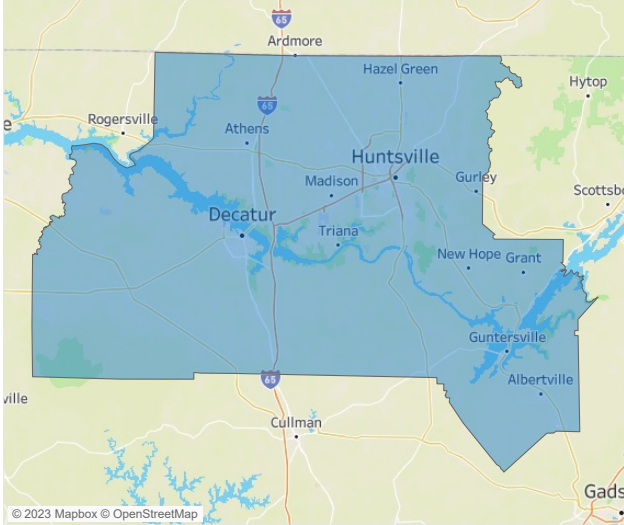 65
Ardmore
Hazel Green
Hytop
65
Rogersville
e
Athens
Huntsville
Madison
Gurley
Scottsbo
Decatur
Triana
New Hope
Grant
Guntersville
65
Albertville
ville
Cullman
Gads
© 2023 Mapbox © OpenStreetMap